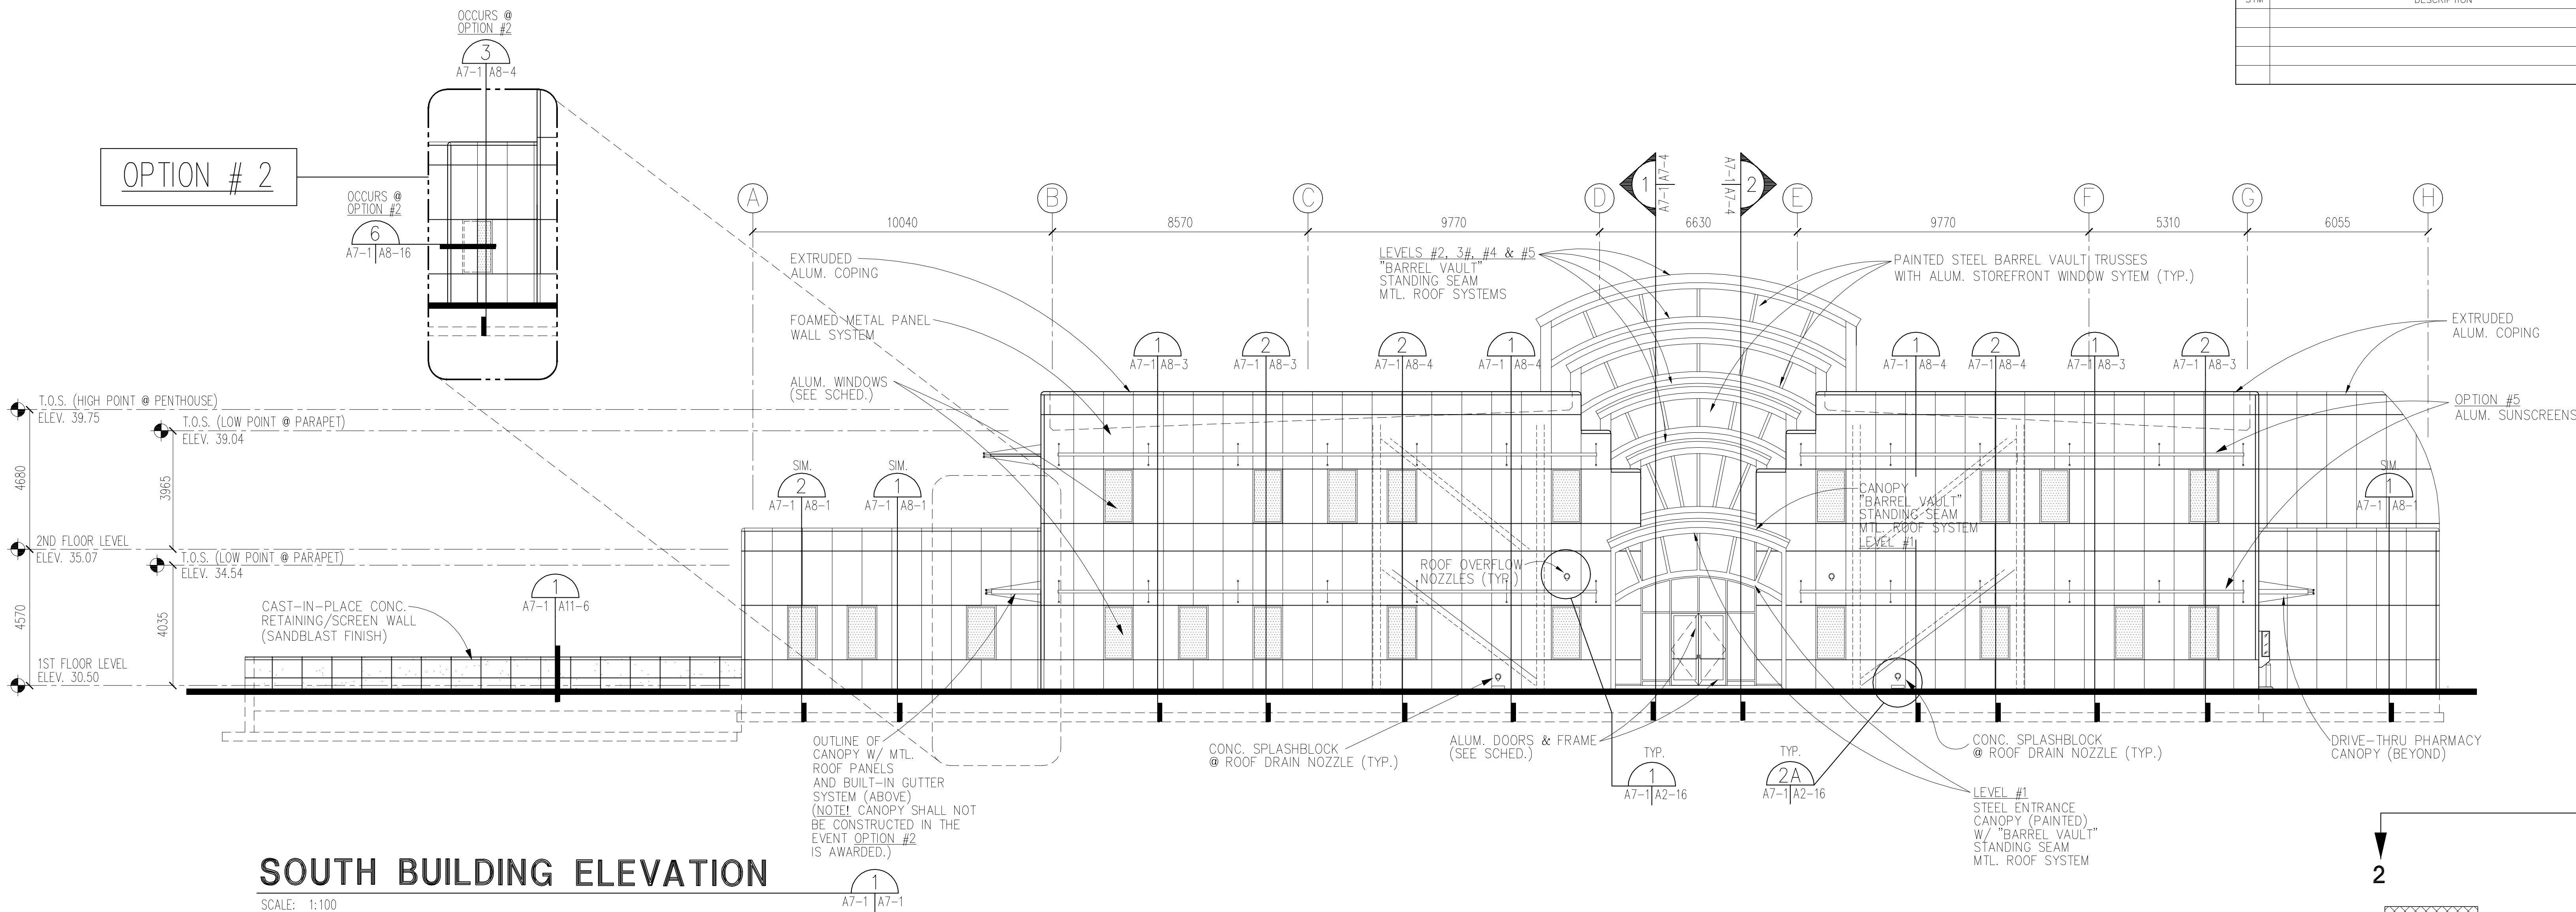 SYM DESCRIPTION
OCCURS @
OPTION #2
3
A7-1 A8-4
OPTION # 2
OCCURS @
OPTION #2
6
A7-1 A8-16
A B C D E F G H
10040 8570 9770 6630 9770 5310 6055
1
A7-1 A7-4
2
A7-1 A7-4
EXTRUDED
ALUM. COPING
FOAMED METAL PANEL
WALL SYSTEM
ALUM. WINDOWS
(SEE SCHED.)
LEVELS #2, 3#, #4 & #5
"BARREL VAULT"
STANDING SEAM
MTL. ROOF SYSTEMS
PAINTED STEEL BARREL VAULT TRUSSES
WITH ALUM. STOREFRONT WINDOW SYTEM (TYP.)
EXTRUDED
ALUM. COPING
OPTION #5
ALUM. SUNSCREENS
1
A7-1 A8-3
2
A7-1 A8-3
2
A7-1 A8-4
1
A7-1 A8-4
1
A7-1 A8-4
2
A7-1 A8-4
1
A7-1 A8-3
2
A7-1 A8-3
T.O.S. (HIGH POINT @ PENTHOUSE)
ELEV. 39.75
T.O.S. (LOW POINT @ PARAPET)
ELEV. 39.04
4680
3965
SIM.
2
A7-1 A8-1
SIM.
1
A7-1 A8-1
SIM.
1
A7-1 A8-1
2ND FLOOR LEVEL
ELEV. 35.07
T.O.S. (LOW POINT @ PARAPET)
ELEV. 34.54
4570
4035
1ST FLOOR LEVEL
ELEV. 30.50
CAST-IN-PLACE CONC.
RETAINING/SCREEN WALL
(SANDBLAST FINISH)
1
A7-1 A11-6
CANOPY
"BARREL VAULT"
STANDING SEAM
MTL. ROOF SYSTEM
LEVEL #1
ROOF OVERFLOW
NOZZLES (TYP.)
OUTLINE OF
CANOPY W/ MTL.
ROOF PANELS
AND BUILT-IN GUTTER
SYSTEM (ABOVE)
(NOTE! CANOPY SHALL NOT
BE CONSTRUCTED IN THE
EVENT OPTION #2
IS AWARDED.)
CONC. SPLASHBLOCK
@ ROOF DRAIN NOZZLE (TYP.)
ALUM. DOORS & FRAME
(SEE SCHED.)
TYP.
1
A7-1 A2-16
TYP.
2A
A7-1 A2-16
CONC. SPLASHBLOCK
@ ROOF DRAIN NOZZLE (TYP.)
LEVEL #1
STEEL ENTRANCE
CANOPY (PAINTED)
W/ "BARREL VAULT"
STANDING SEAM
MTL. ROOF SYSTEM
DRIVE-THRU PHARMACY
CANOPY (BEYOND)
2
SOUTH BUILDING ELEVATION
SCALE: 1:100
1
A7-1 A7-1